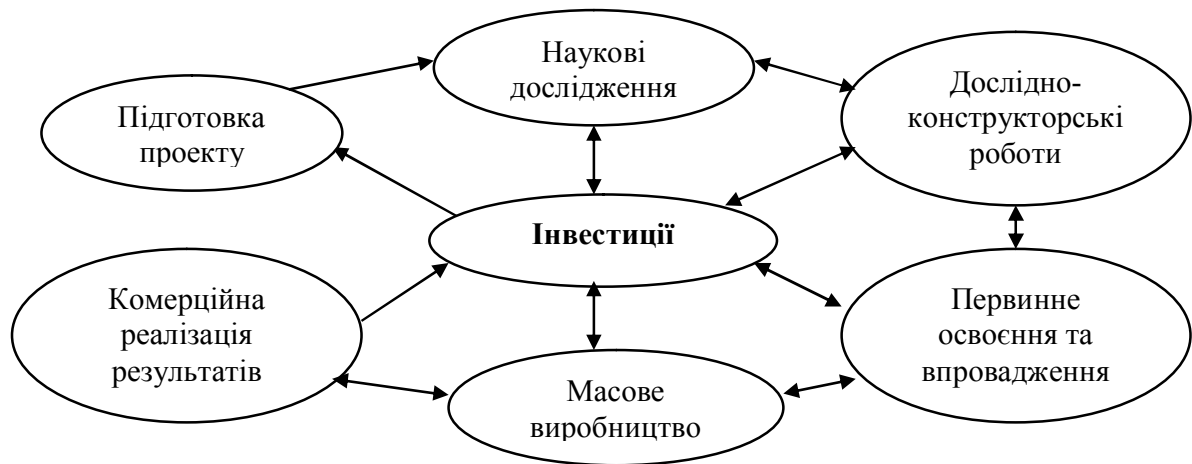 Наукові
дослідження
Дослідно-
конструкторські
роботи
Підготовка
проекту
Інвестиції
Комерційна
реалізація
результатів
Первинне
освоєння та
впровадження
Масове
виробництво